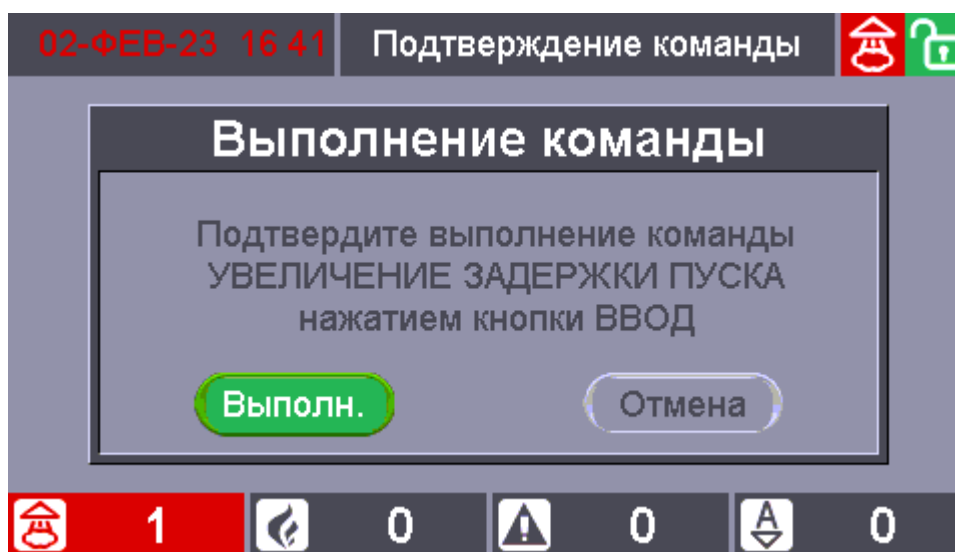 02-ФЕВ-23 16 41 Подтверждение команды
Выполнение команды
Подтвердите выполнение команды
УВЕЛИЧЕНИЕ ЗАДЕРЖКИ ПУСКА
нажатием кнопки ВВОД
Выполн. Отмена
1 0 0 A 0